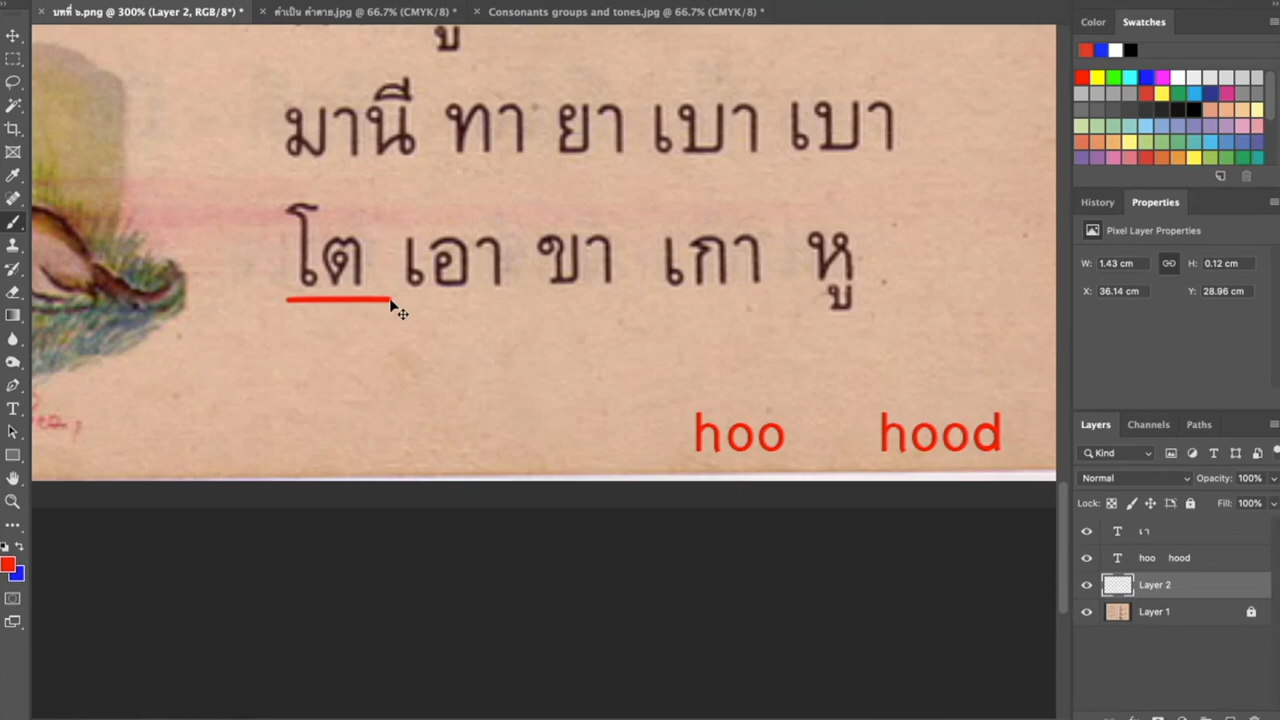 บทที่ ๖.png @ 300% (Layer 2, RGB/8*) *
คำเป็น คำตาย.jpg @ 66.7% (CMYK/8) *
Consonants groups and tones.jpg @ 66.7% (CMYK/8) *
มานี ทา ยา เบา เบา
โต เอา ขา เกา หู
hoo hood
Color Swatches
History Properties
Pixel Layer Properties
W: 1.43 cm H: 0.12 cm
X: 36.14 cm Y: 28.96 cm
Layers Channels Paths
Kind
Normal Opacity: 100%
Lock: Fill: 100%
T เา
T hoo hood
Layer 2
Layer 1